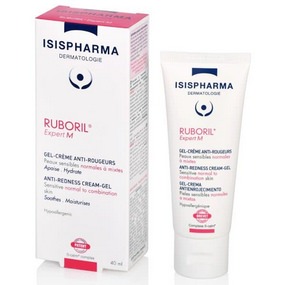 ISISPHARMA
DERMATOLOGIE
RUBORIL®
Expert M
GEL-CRÈME ANTI-ROUGEURS
Peaux sensibles normales à mixtes
Apaise . Hydrate
ANTI-REDNESS CREAM-GEL
Sensitive normal to combination
skin
Soothes . Moisturises
Hypoallergenic
40 ml
ISISPHARMA
DERMATOLOGIE
RUBORIL®
Expert M
GEL-CRÈME ANTI-ROUGEURS
Peaux sensibles normales
à mixtes
ANTI-REDNESS CREAM-GEL
Sensitive normal to
combination skin
GEL-CREMA
ANTIENROJECIMIENTO
Pieles sensibles normales
a mixtas
Hypoallergénique